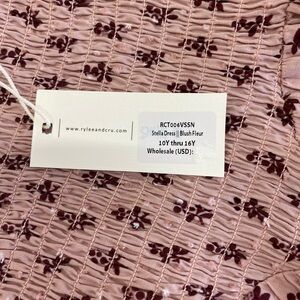 www.ryleeandcru.com
RCT006VSSN
Stella Dress || Blush Fleur
10Y thru 16Y
Wholesale (USD):